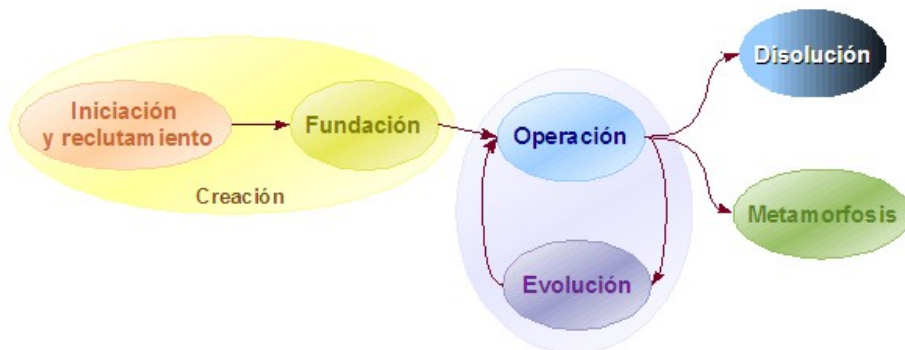 Iniciación
y reclutamiento
Fundación
Creación
Operación
Evolución
Disolución
Metamorfosis